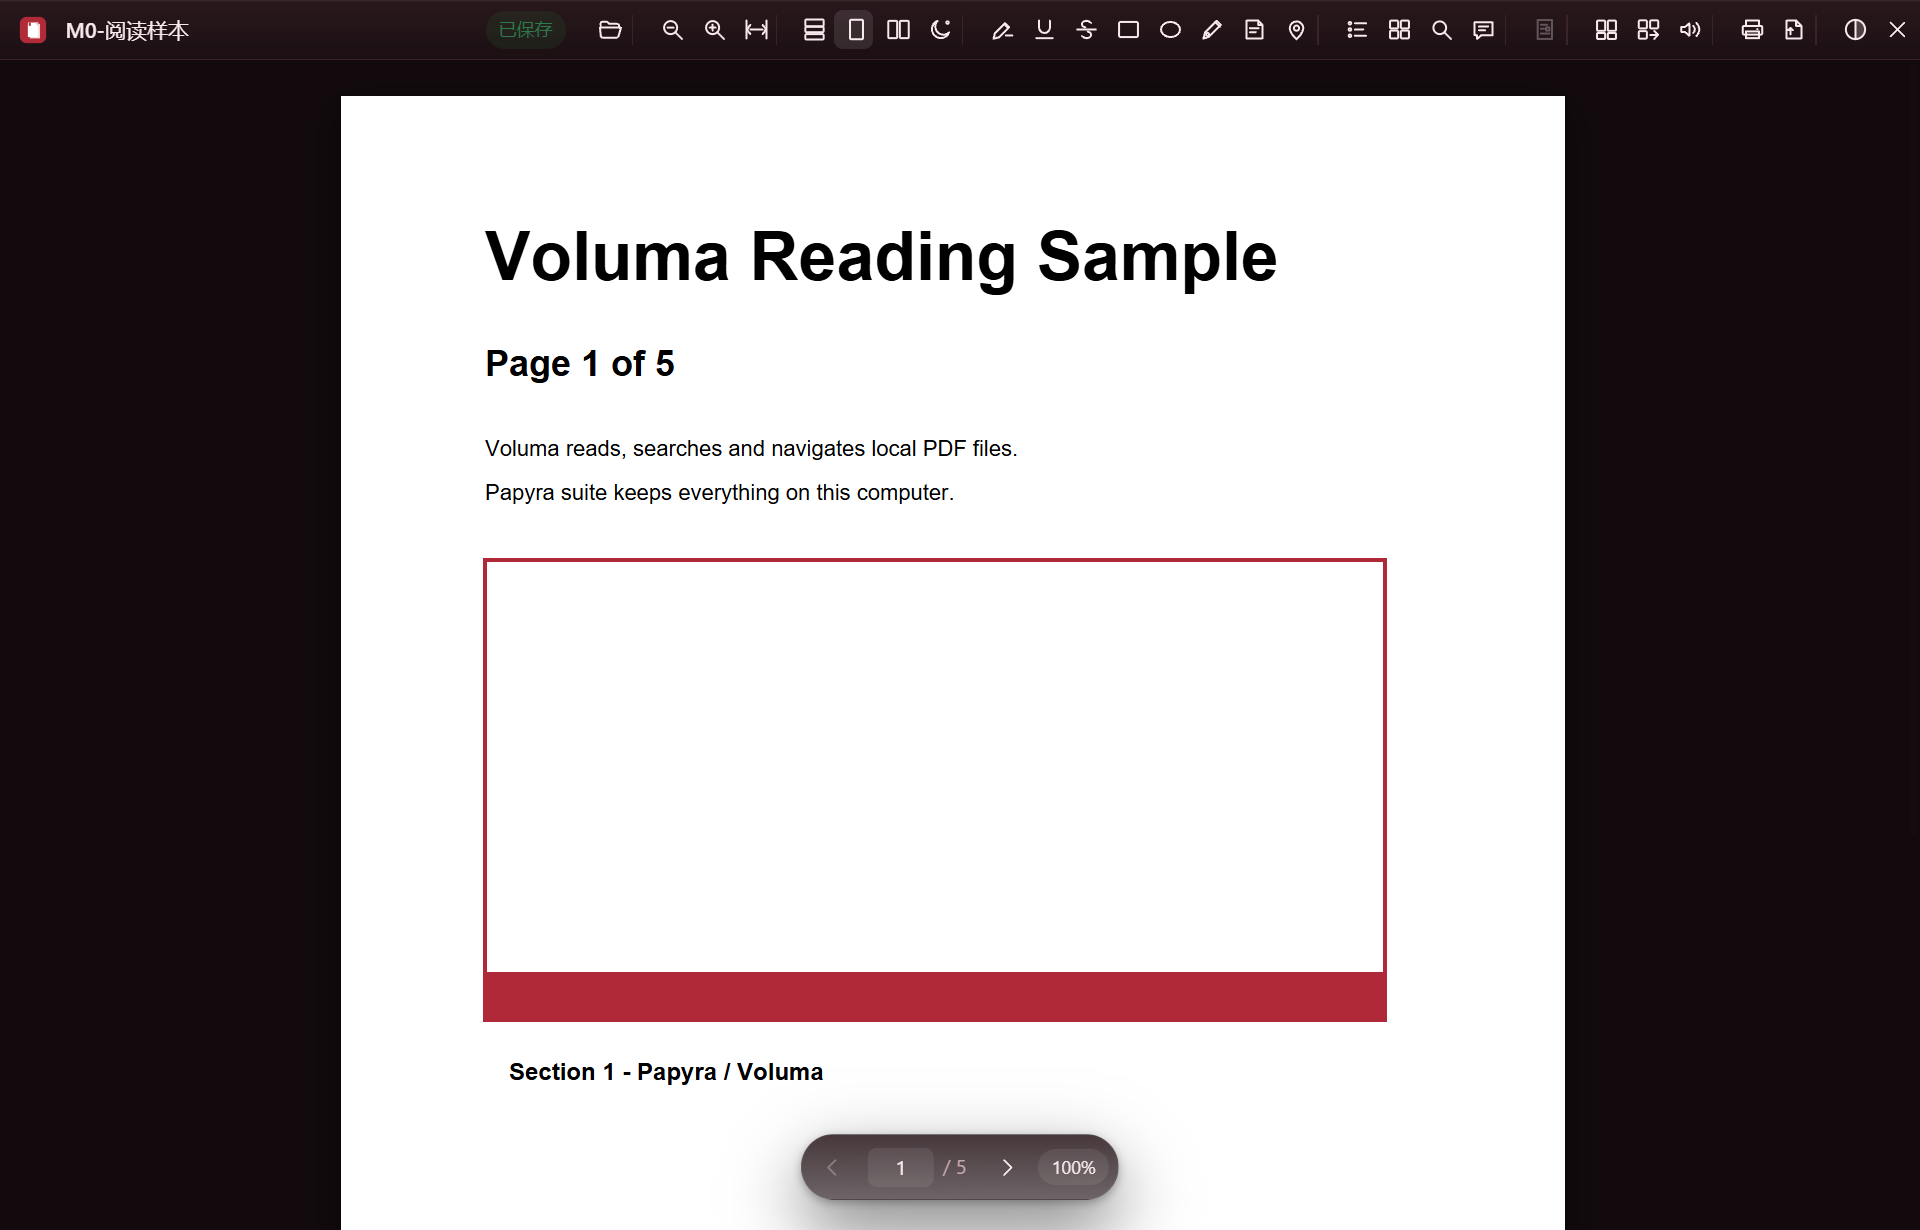 M0-阅读样本
已保存
Voluma Reading Sample
Page 1 of 5
Voluma reads, searches and navigates local PDF files.
Papyra suite keeps everything on this computer.
Section 1 - Papyra / Voluma
1 / 5 100%